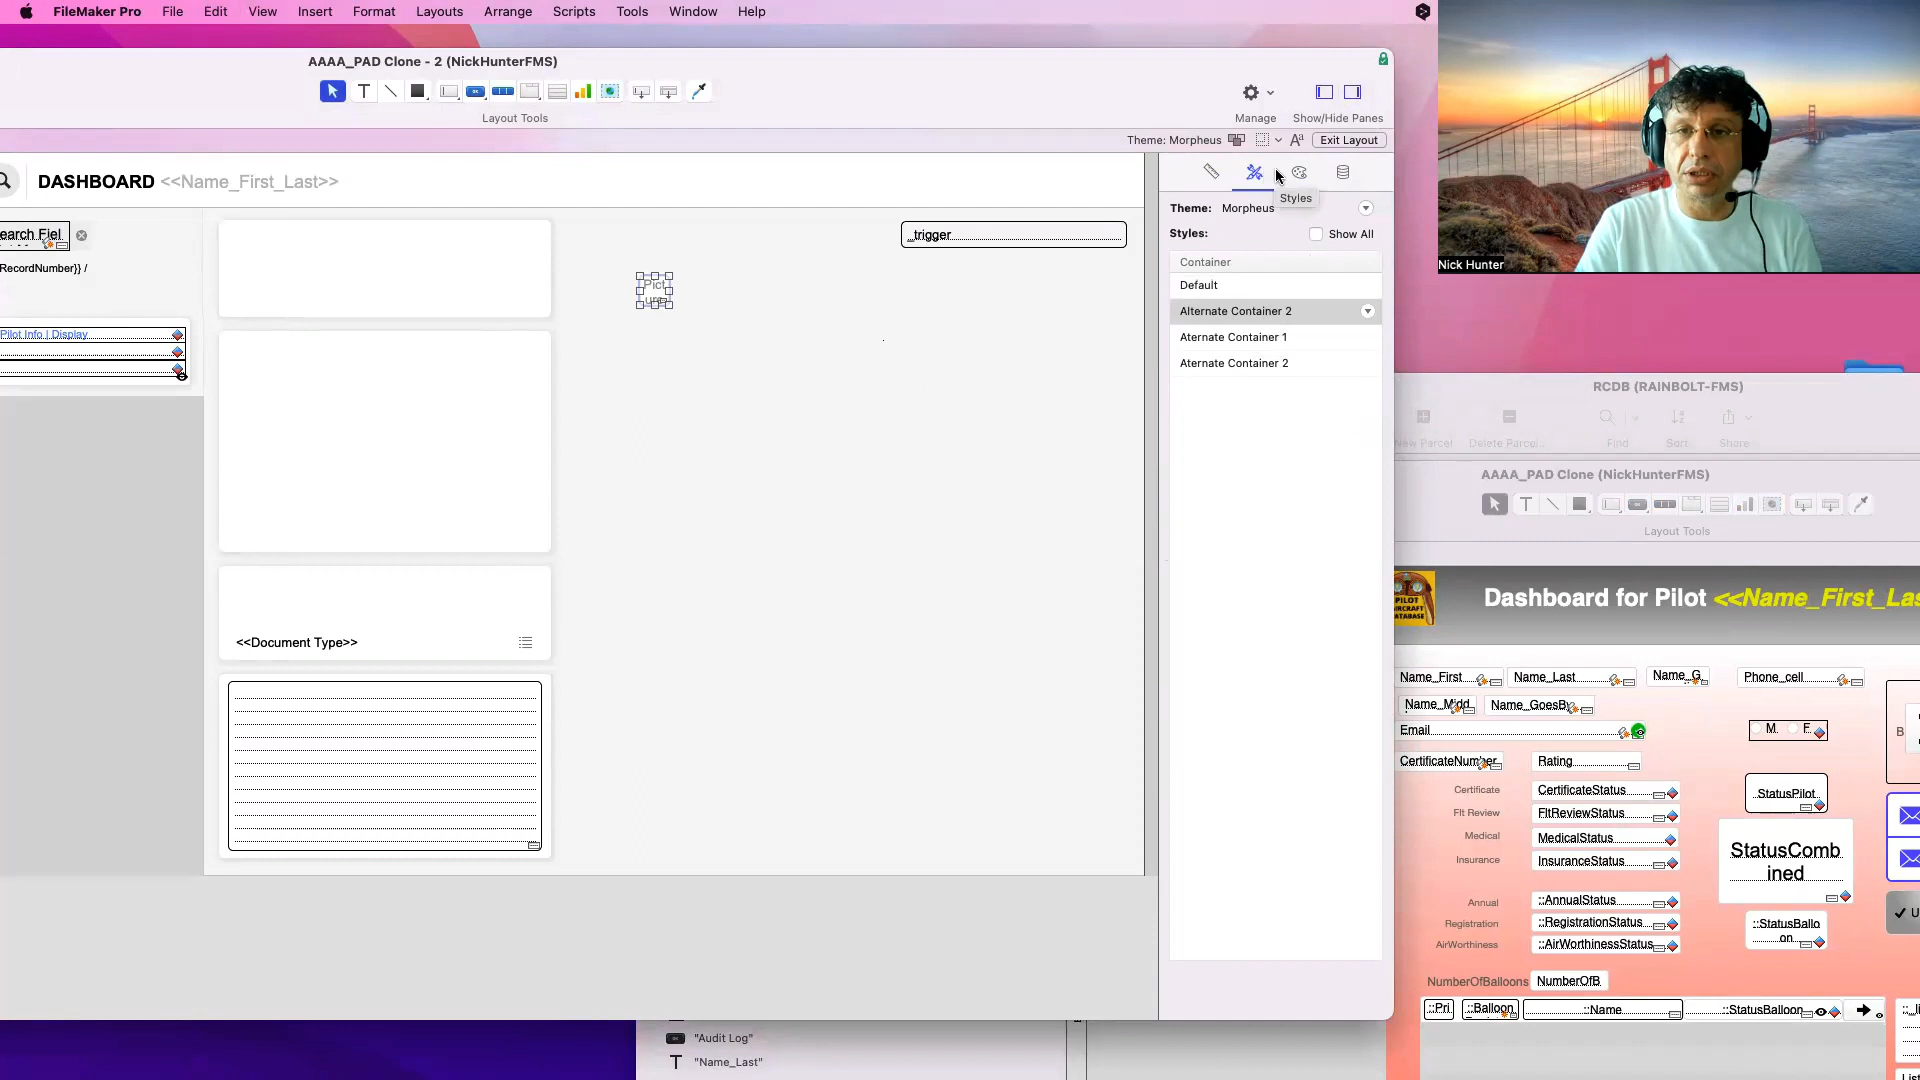 FileMaker Pro File Edit View Insert Format Layouts Arrange Scripts Tools Window Help
AAAA_PAD Clone - 2 (NickHunterFMS)
Layout Tools
Manage
Show/Hide Panes
Theme: Morpheus
Exit Layout
DASHBOARD <<Name_First_Last>>
earch Fiel
RecordNumber}} /
Pilot Info | Display
_trigger
<<Document Type>>
Styles
Theme: Morpheus
Styles:
Show All
Container
Default
Alternate Container 2
Aternate Container 1
Aternate Container 2
Nick Hunter
RCDB (RAINBOLT-FMS)
Find
Sort
Share
AAAA_PAD Clone (NickHunterFMS)
Layout Tools
Dashboard for Pilot <<Name_First_Las
Name_First Name_Last Name_G Phone_cell
Name_Midd Name_GoesBy
Email
M F
CertificateNumber Rating
Certificate CertificateStatus
Flt Review FltReviewStatus
Medical MedicalStatus
Insurance InsuranceStatus
Annual ::AnnualStatus
Registration ::RegistrationStatus
AirWorthiness ::AirWorthinessStatus
StatusPilot
StatusComb
ined
::StatusBallo
on
B
NumberOfBalloons NumberOfB
::Pri ::Balloon ::Name ::StatusBalloon
"Audit Log"
"Name_Last"